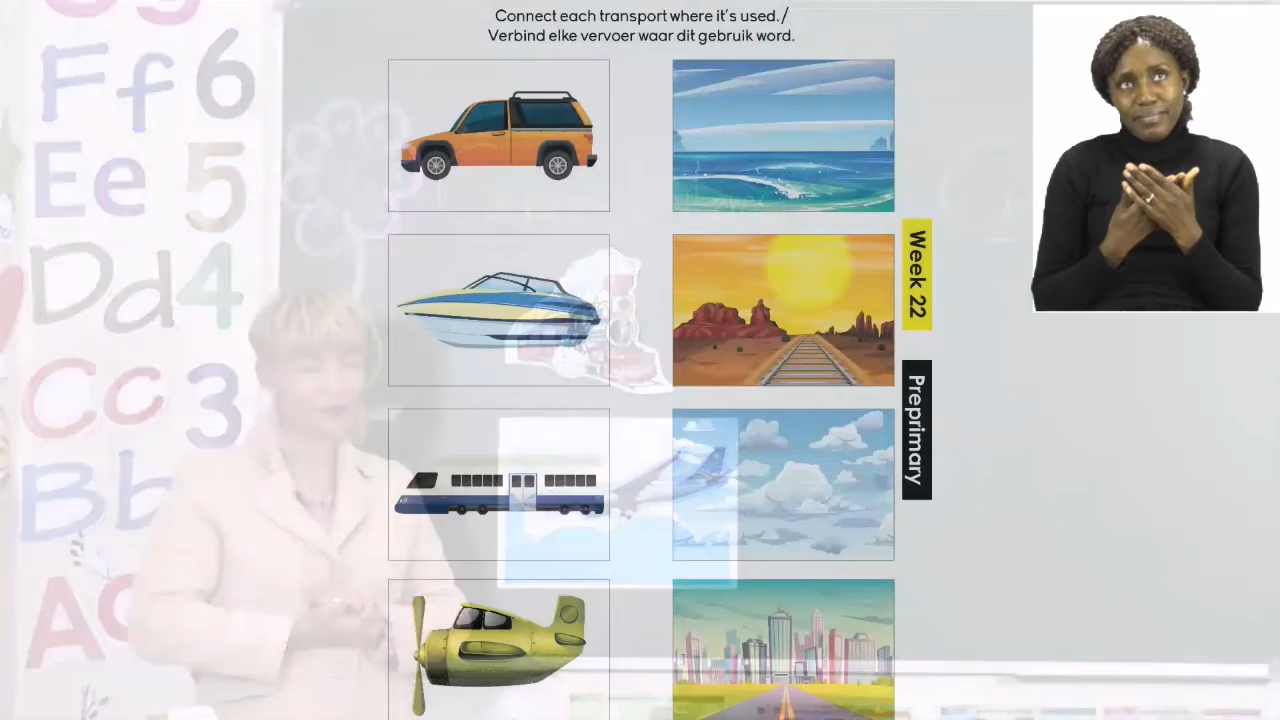 Connect each transport where it's used./
Verbind elke vervoer waar dit gebruik word.
Week 22
Preprimary
Ff 6
Ee 5
Dd 4
Cc 3
Bb
A